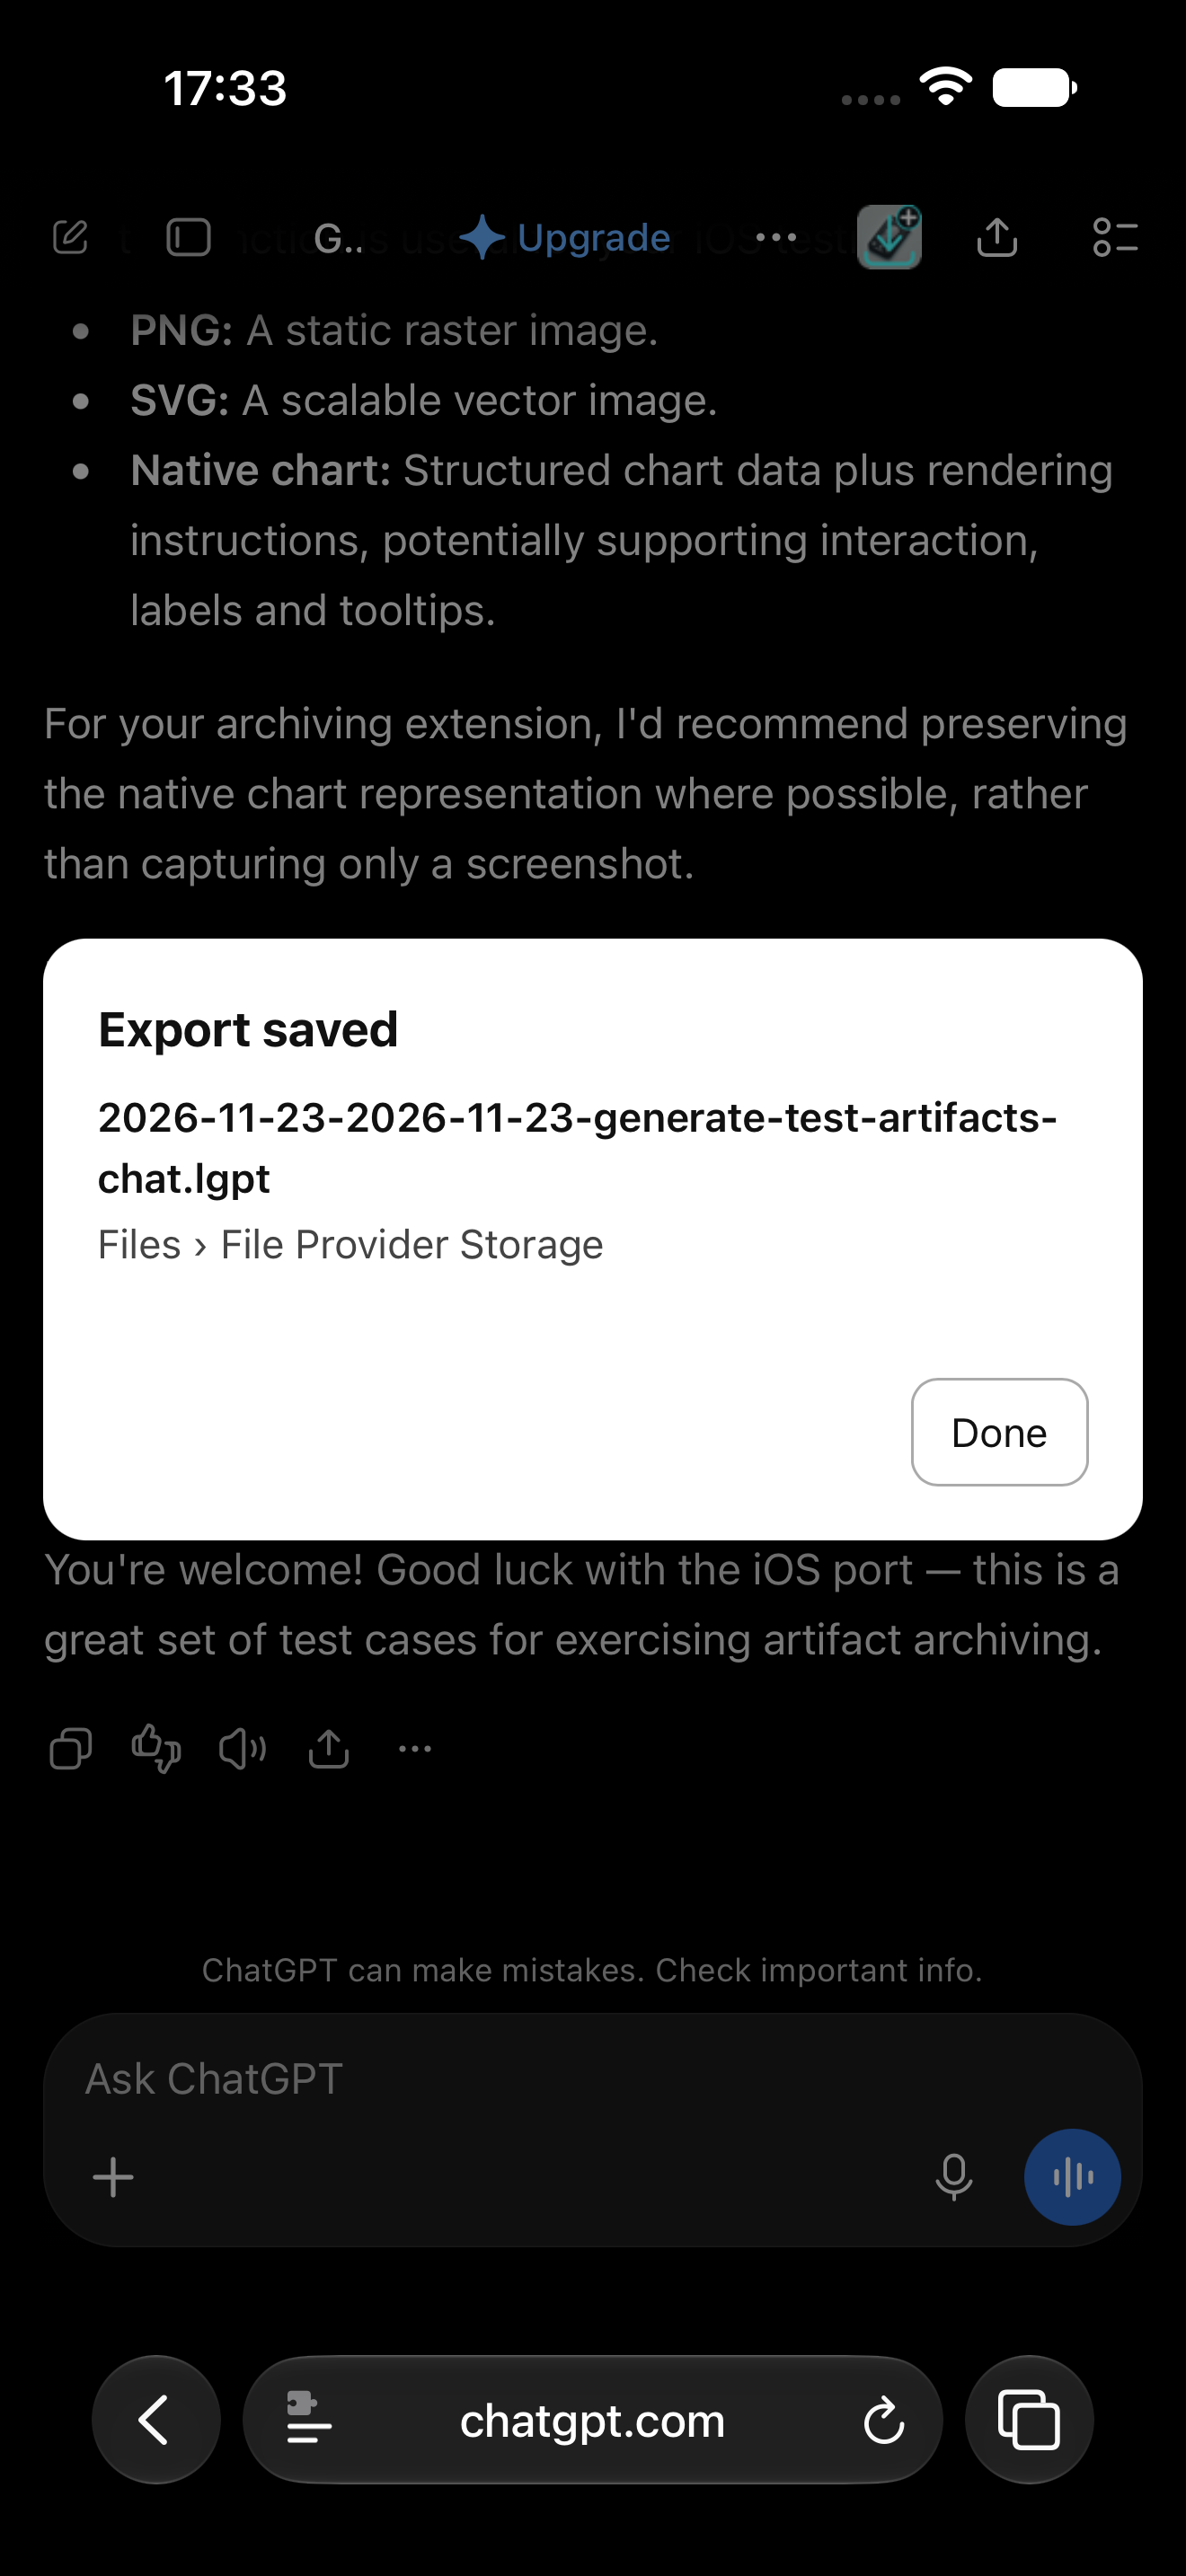 17:33
G..
Upgrade
PNG: A static raster image.
SVG: A scalable vector image.
Native chart: Structured chart data plus rendering
instructions, potentially supporting interaction,
labels and tooltips.
For your archiving extension, I'd recommend preserving
the native chart representation where possible, rather
than capturing only a screenshot.
Export saved
2026-11-23-2026-11-23-generate-test-artifacts-
chat.lgpt
Files › File Provider Storage
Done
You're welcome! Good luck with the iOS port — this is a
great set of test cases for exercising artifact archiving.
ChatGPT can make mistakes. Check important info.
Ask ChatGPT
chatgpt.com